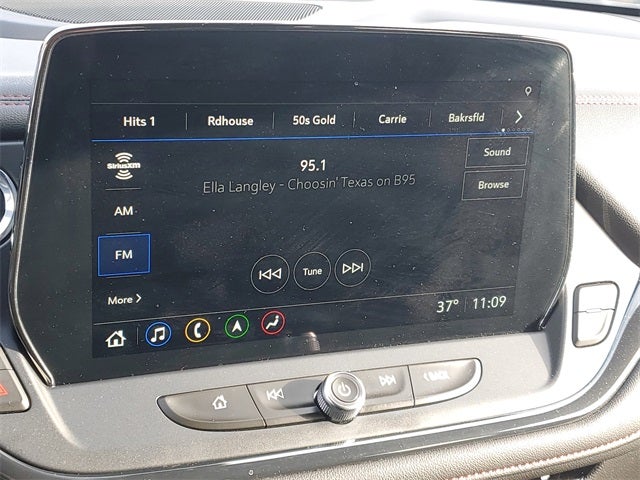 Hits 1 Rdhouse 50s Gold Carrie Bakrsfld
SiriusXM
95.1
Sound
Ella Langley - Choosin' Texas on B95
Browse
AM
FM
Tune
More
37° 11:09
BACK